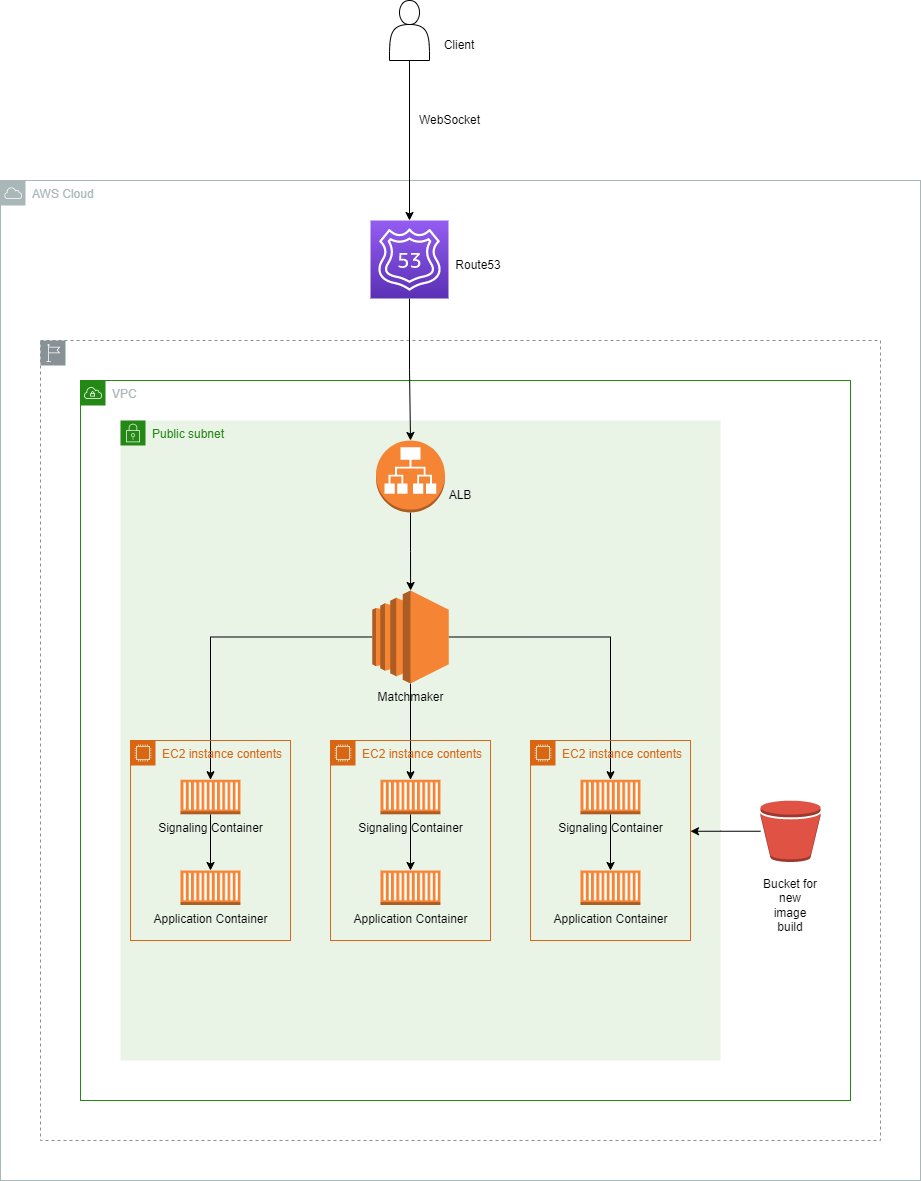 Client
WebSocket
AWS Cloud
53
Route53
VPC
Public subnet
ALB
Matchmaker
EC2 instance contents
EC2 instance contents
EC2 instance contents
Signaling Container
Signaling Container
Signaling Container
Application Container
Application Container
Application Container
Bucket for
new
image
build